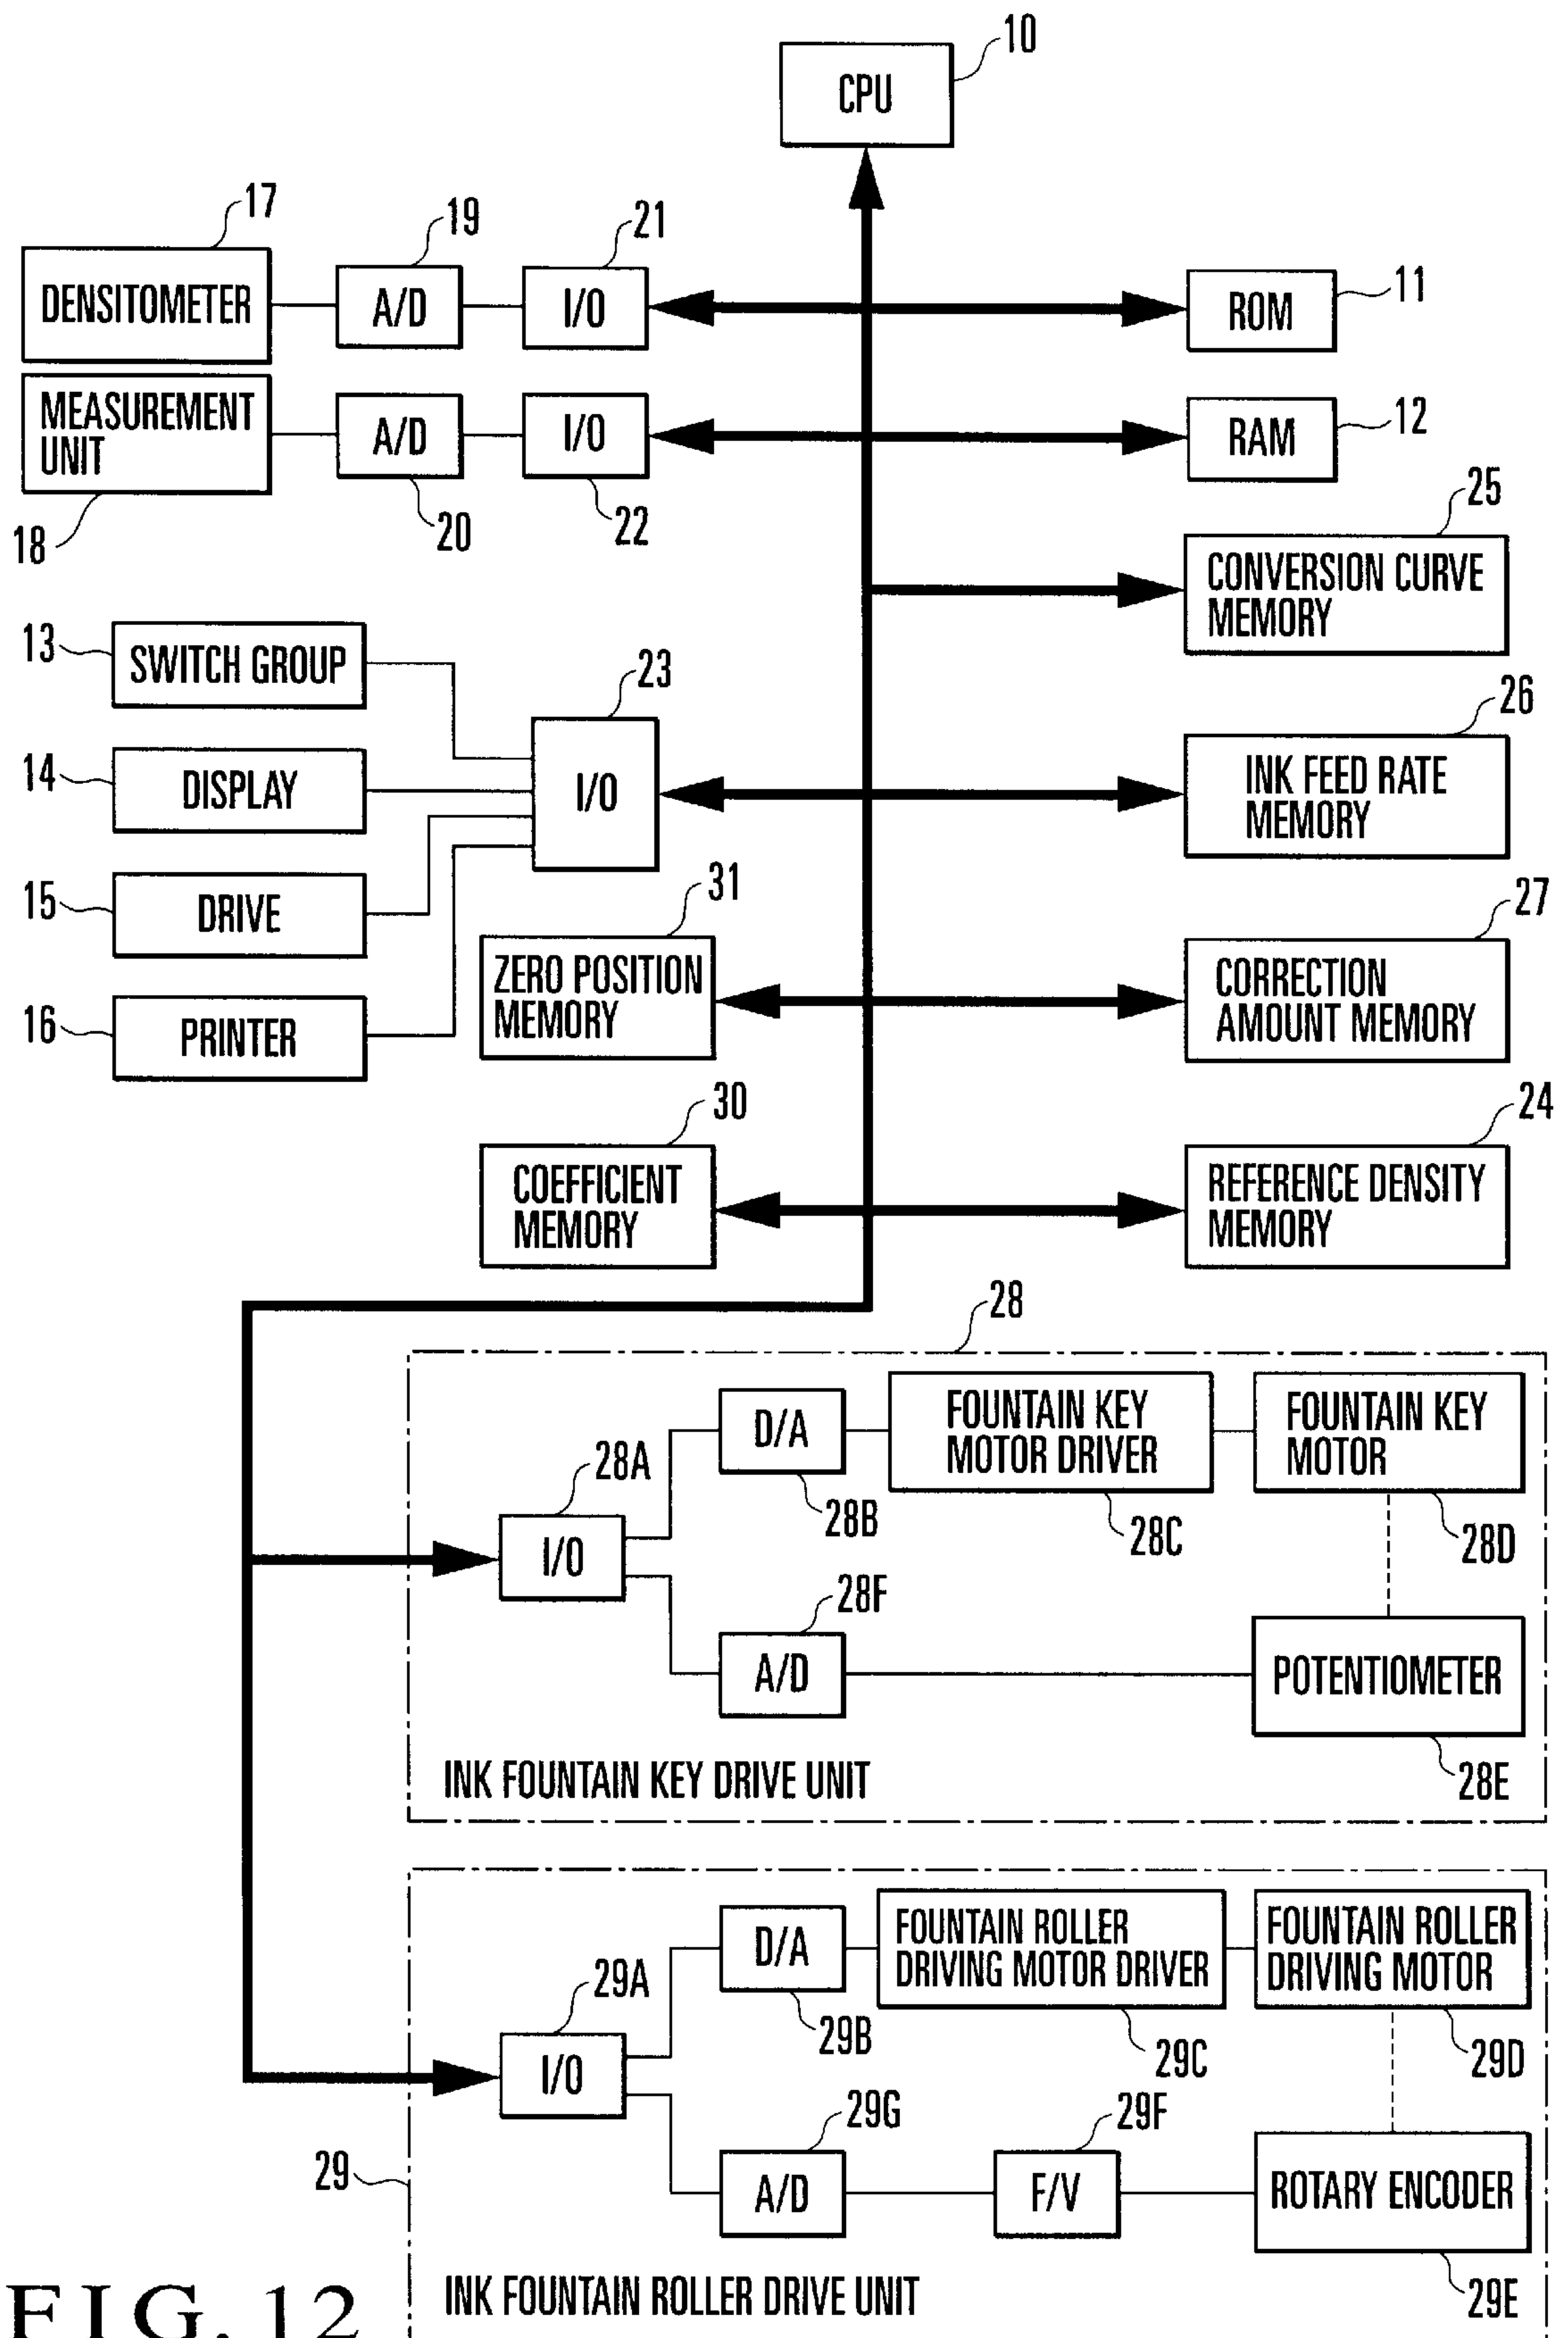 10
CPU
17
19
21
DENSITOMETER
A/D
I/O
ROM
11
MEASUREMENT
UNIT
A/D
I/O
RAM
12
18
20
22
25
CONVERSION CURVE
MEMORY
13
SWITCH GROUP
23
14
DISPLAY
I/O
26
INK FEED RATE
MEMORY
15
DRIVE
31
27
16
PRINTER
ZERO POSITION
MEMORY
CORRECTION
AMOUNT MEMORY
30
24
COEFFICIENT
MEMORY
REFERENCE DENSITY
MEMORY
28
D/A
FOUNTAIN KEY
MOTOR DRIVER
FOUNTAIN KEY
MOTOR
28A
28B
28C
28D
I/O
28F
A/D
POTENTIOMETER
28E
INK FOUNTAIN KEY DRIVE UNIT
D/A
FOUNTAIN ROLLER
DRIVING MOTOR DRIVER
FOUNTAIN ROLLER
DRIVING MOTOR
29A
29B
29C
29D
I/O
29G
29F
29
A/D
F/V
ROTARY ENCODER
29E
INK FOUNTAIN ROLLER DRIVE UNIT
FIG. 12